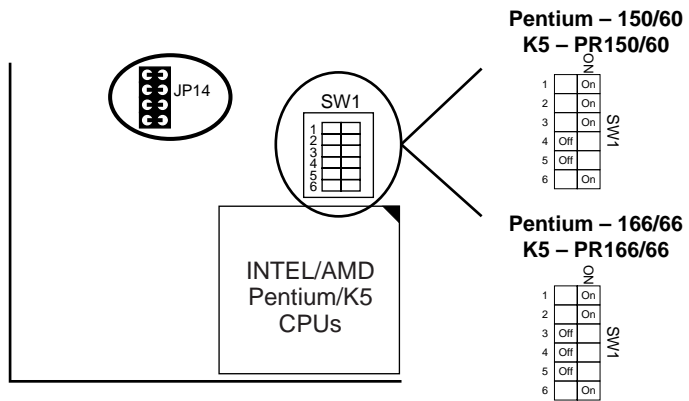 JP14
SW1
1
2
3
4
5
6
INTEL/AMD
Pentium/K5
CPUs
Pentium – 150/60
K5 – PR150/60
ON
1 On
2 On
3 On
4 Off
5 Off
6 On
SW1
Pentium – 166/66
K5 – PR166/66
ON
1 On
2 On
3 Off
4 Off
5 Off
6 On
SW1